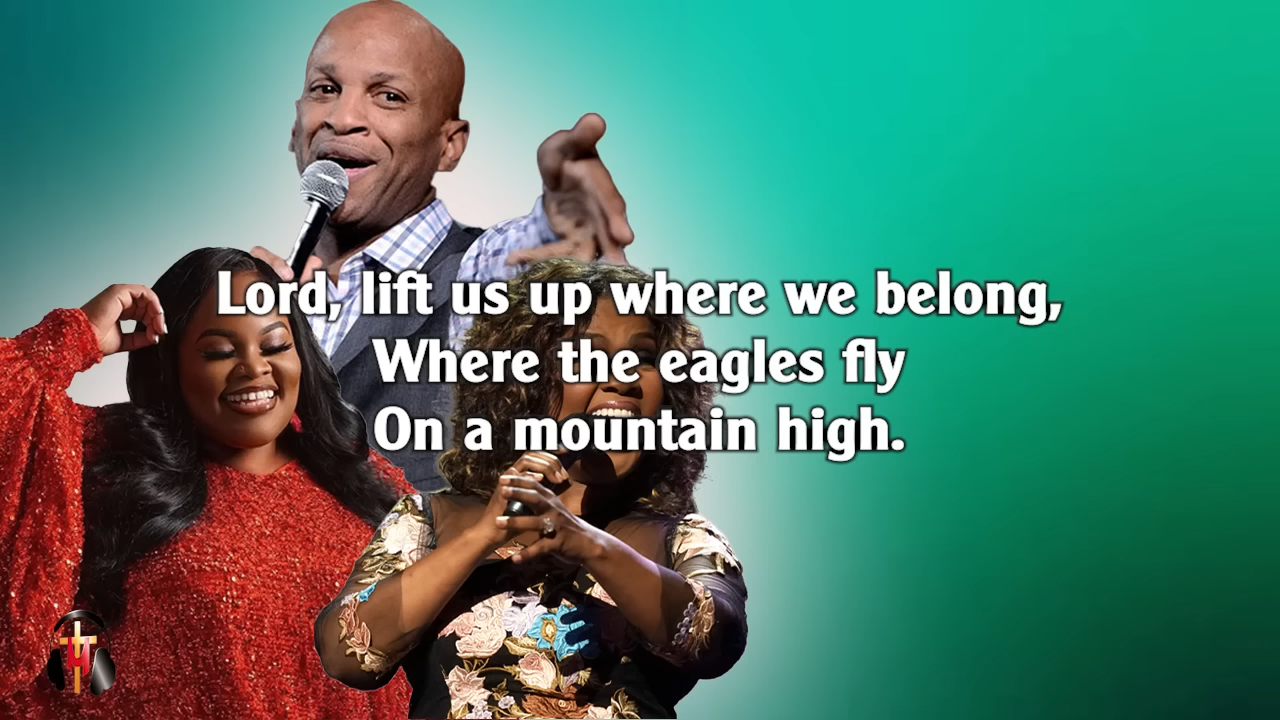 Lord, lift us up where we belong,
Where the eagles fly
On a mountain high.